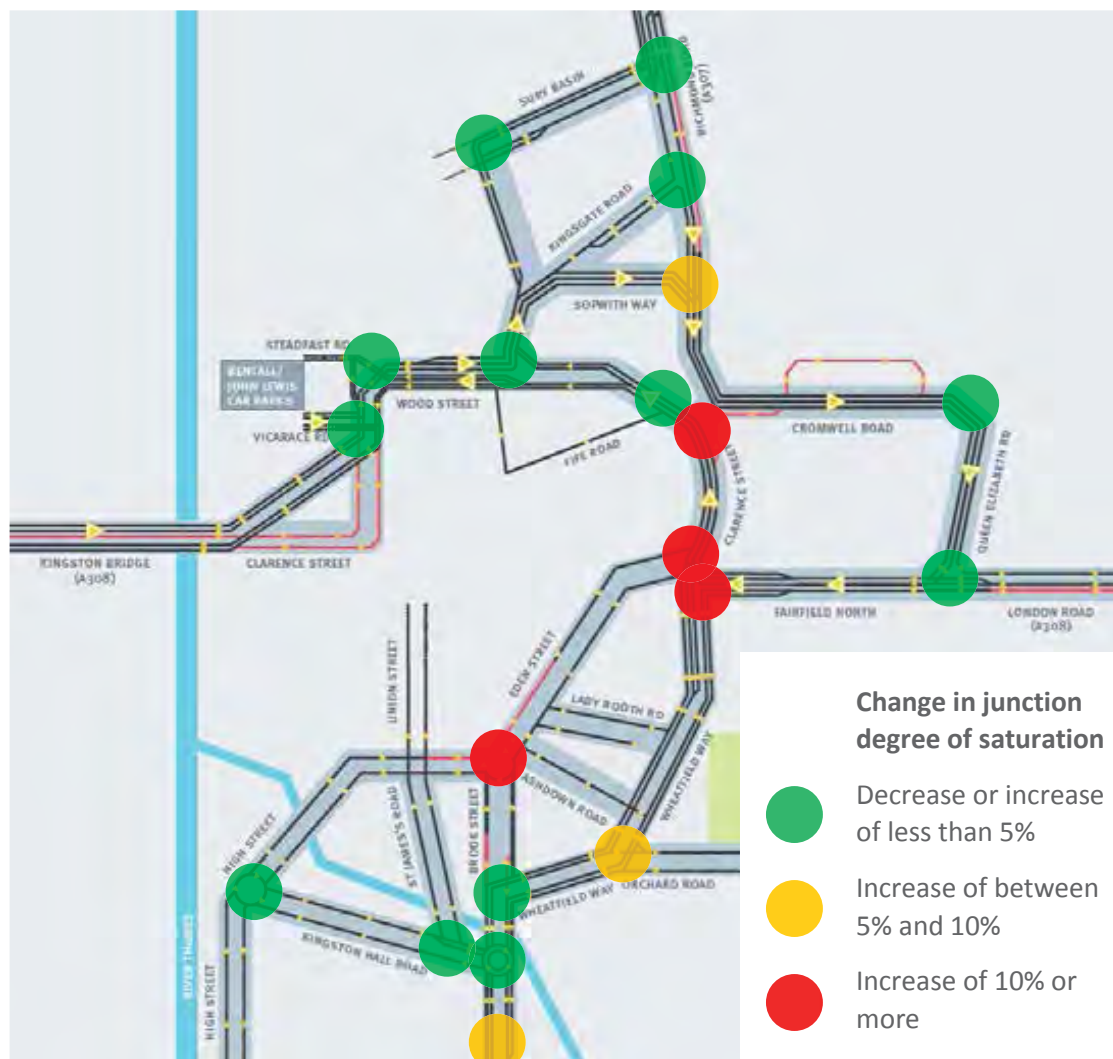 SURY BASIN
RICHMOND ROAD
(A307)
KINGSGATE ROAD
SOPWITH WAY
STEADFAST RD
BENTALL/
JOHN LEWIS
CAR PARKS
VICARAGE RD
WOOD STREET
FIFE ROAD
CROMWELL ROAD
CLARENCE STREET
QUEEN ELIZABETH RD
KINGSTON BRIDGE
(A308)
CLARENCE STREET
FAIRFIELD NORTH
LONDON ROAD
(A308)
EDEN STREET
UNION STREET
LADY BOOTH RD
ASHDOWN ROAD
WHEATFIELD WAY
HIGH STREET
ST JAMES'S ROAD
BROOK STREET
WHEATFIELD WAY
ORCHARD ROAD
KINGSTON HALL ROAD
RIVER THAMES
HIGH STREET
Change in junction
degree of saturation
Decrease or increase
of less than 5%
Increase of between
5% and 10%
Increase of 10% or
more